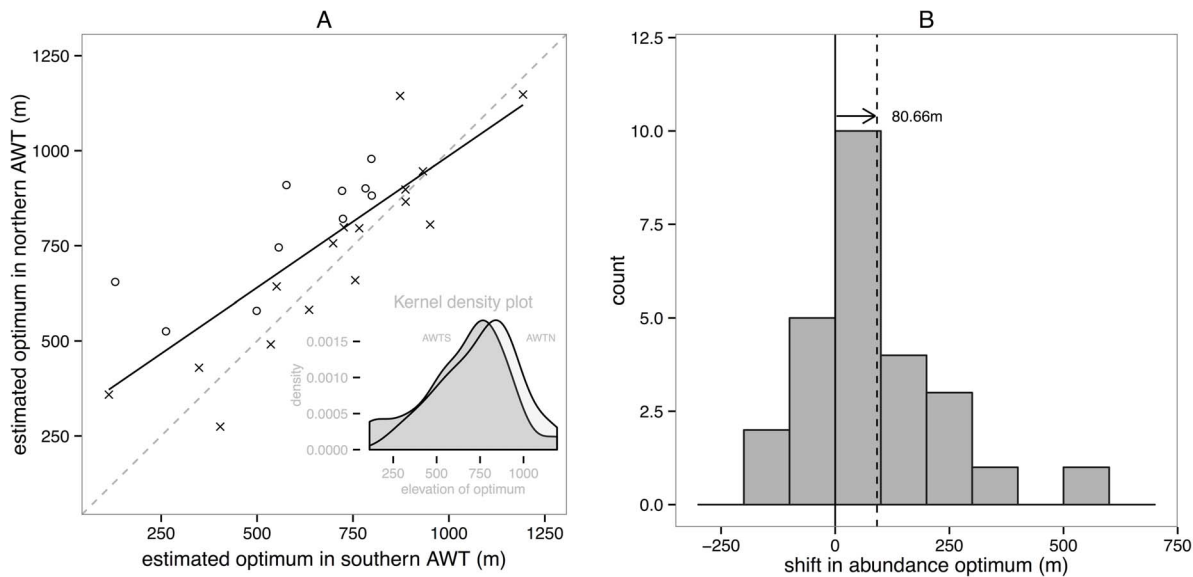 A
estimated optimum in northern AWT (m)
1250
1000
750
500
250
250 500 750 1000 1250
estimated optimum in southern AWT (m)
Kernel density plot
AWTS AWTN
density
0.0015
0.0010
0.0005
0.0000
250 500 750 1000
elevation of optimum
B
count
12.5
10.0
7.5
5.0
2.5
0.0
80.66m
−250 0 250 500 750
shift in abundance optimum (m)